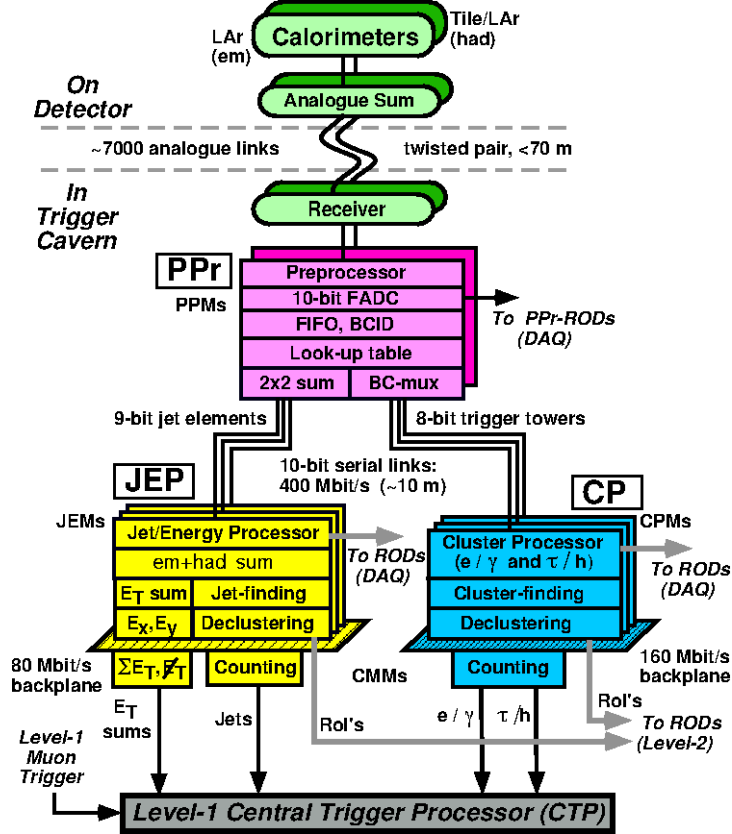 LAr
(em)
Calorimeters
Tile/LAr
(had)
On
Detector
Analogue Sum
~7000 analogue links
twisted pair, <70 m
In
Trigger
Cavern
Receiver
PPr
PPMs
Preprocessor
10-bit FADC
FIFO, BCID
Look-up table
2x2 sum
BC-mux
To PPr-RODs
(DAQ)
9-bit jet elements
8-bit trigger towers
10-bit serial links:
400 Mbit/s (~10 m)
JEP
JEMs
Jet/Energy Processor
em+had sum
ET sum
Jet-finding
Ex, Ey
Declustering
To RODs
(DAQ)
CP
CPMs
Cluster Processor
(e / γ and τ / h)
Cluster-finding
Declustering
To RODs
(DAQ)
80 Mbit/s
backplane
ΣET, E̸T
Counting
CMMs
Counting
160 Mbit/s
backplane
ET
sums
Jets
RoI's
e / γ
τ /h
RoI's
To RODs
(Level-2)
Level-1
Muon
Trigger
Level-1 Central Trigger Processor (CTP)